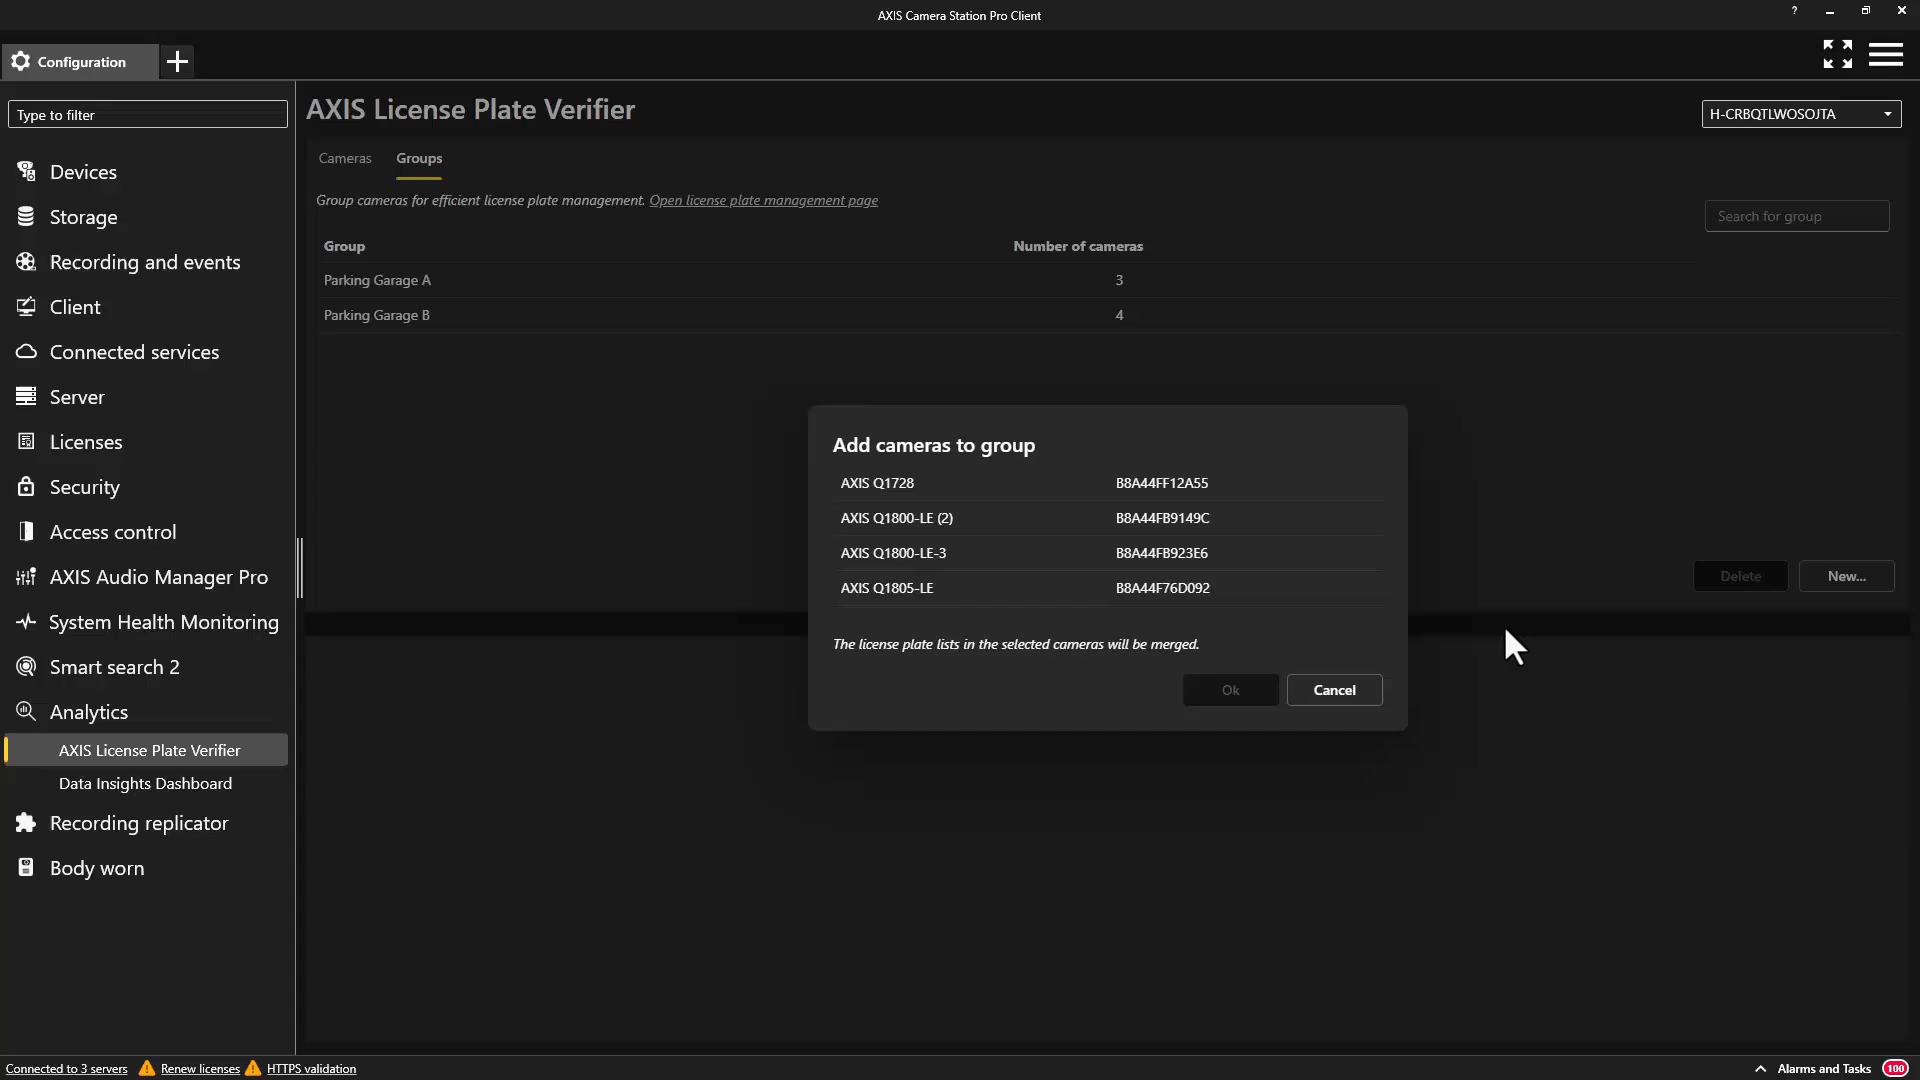 AXIS Camera Station Pro Client
?
Configuration
Type to filter
Devices
Storage
Recording and events
Client
Connected services
Server
Licenses
Security
Access control
AXIS Audio Manager Pro
System Health Monitoring
Smart search 2
Analytics
AXIS License Plate Verifier
Data Insights Dashboard
Recording replicator
Body worn
AXIS License Plate Verifier
H-CRBQTLWOSOJTA
Cameras Groups
Group cameras for efficient license plate management. Open license plate management page
Search for group
Group Number of cameras
Parking Garage A 3
Parking Garage B 4
Delete New...
Add cameras to group
AXIS Q1728 B8A44FF12A55
AXIS Q1800-LE (2) B8A44FB9149C
AXIS Q1800-LE-3 B8A44FB923E6
AXIS Q1805-LE B8A44F76D092
The license plate lists in the selected cameras will be merged.
Ok Cancel
Connected to 3 servers Renew licenses HTTPS validation Alarms and Tasks 100